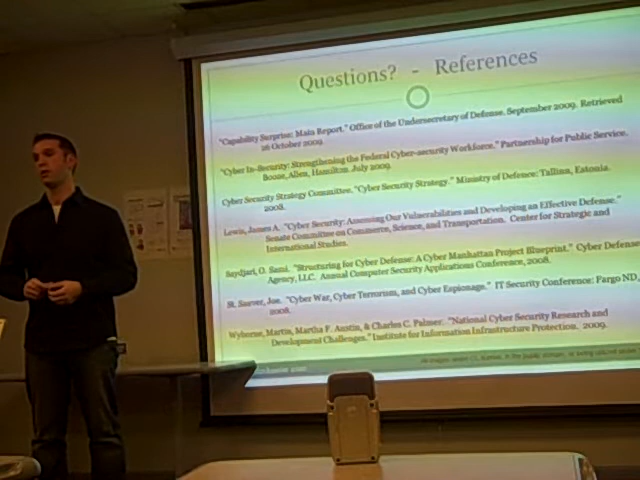 Questions? - References
"Capability Surprise: Main Report." Office of the Undersecretary of Defense. September 2009. Retrieved
26 October 2009.
"Cyber In-Security: Strengthening the Federal Cyber-security Workforce." Partnership for Public Service.
Booze, Allen, Hamilton. July 2009.
Cyber Security Strategy Committee. "Cyber Security Strategy." Ministry of Defence: Tallinn, Estonia.
2008.
Lewis, James A. "Cyber Security: Assessing Our Vulnerabilities and Developing an Effective Defense."
Senate Committee on Commerce, Science, and Transportation. Center for Strategic and
International Studies.
Saydjari, O. Sami. "Structuring for Cyber Defense: A Cyber Manhattan Project Blueprint." Cyber Defense
Agency, LLC. Annual Computer Security Applications Conference, 2008.
St. Sauver, Joe. "Cyber War, Cyber Terrorism, and Cyber Espionage." IT Security Conference: Fargo ND,
2008.
Wybourne, Martin, Martha F. Austin, & Charles C. Palmer. "National Cyber Security Research and
Development Challenges." Institute for Information Infrastructure Protection. 2009.